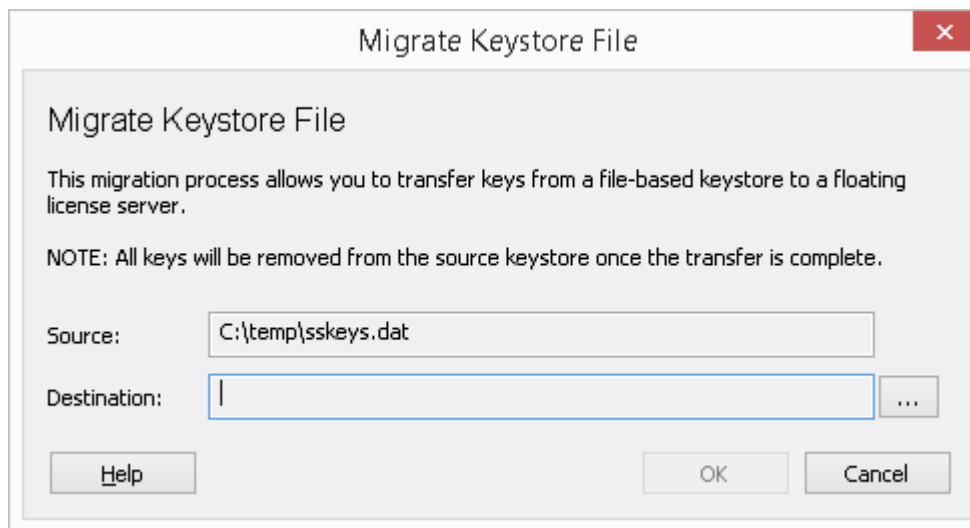 Migrate Keystore File
Migrate Keystore File
This migration process allows you to transfer keys from a file-based keystore to a floating
license server.
NOTE: All keys will be removed from the source keystore once the transfer is complete.
Source:
C:\temp\sskeys.dat
Destination:
...
Help
OK
Cancel